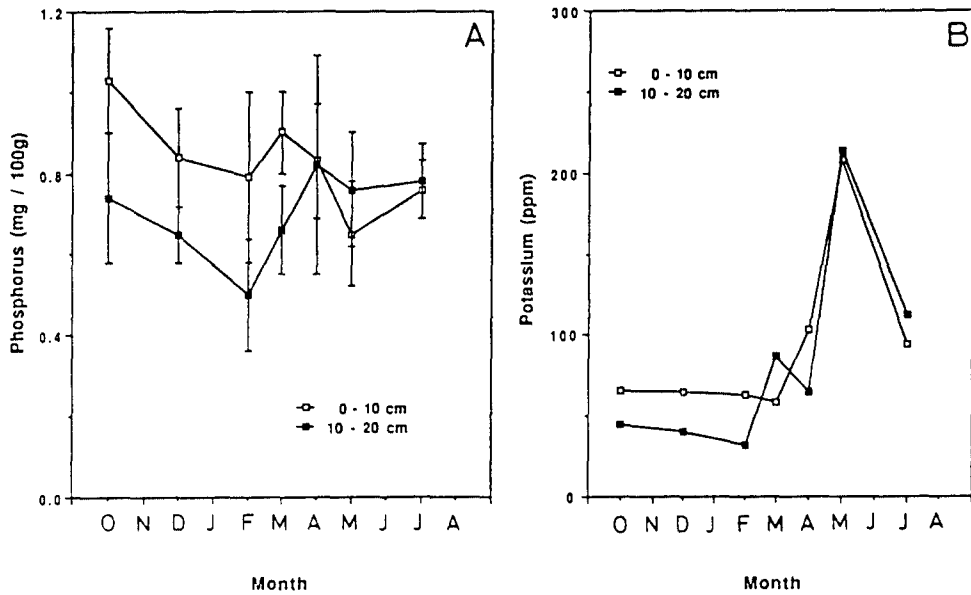 A
1.2
0.8
0.4
0.0
Phosphorus (mg / 100g)
0 - 10 cm
10 - 20 cm
O N D J F M A M J J A
Month
B
300
200
100
0
Potassium (ppm)
0 - 10 cm
10 - 20 cm
O N D J F M A M J J A
Month